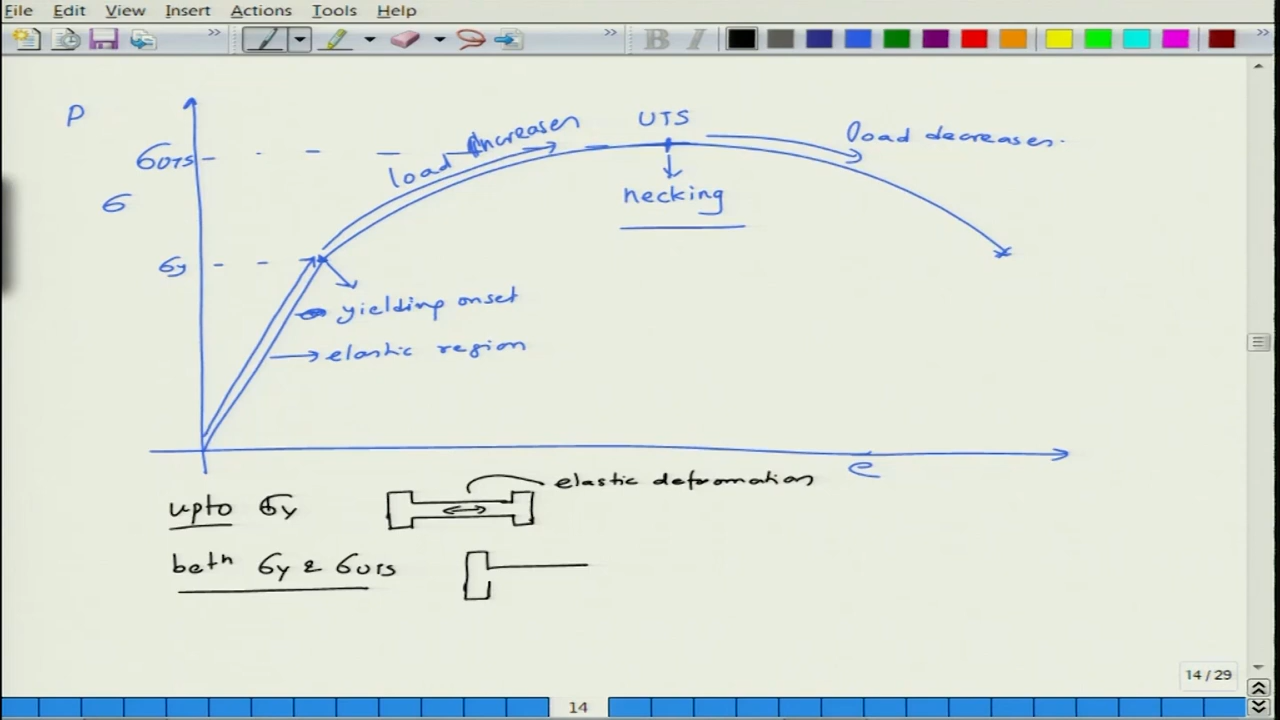 File Edit View Insert Actions Tools Help
B I
P
UTS
load increases
load decreases.
σUTS
necking
σ
σy
yielding onset
elastic region
e
elastic deformation
upto σy
betⁿ σy & σUTS
14 / 29
14